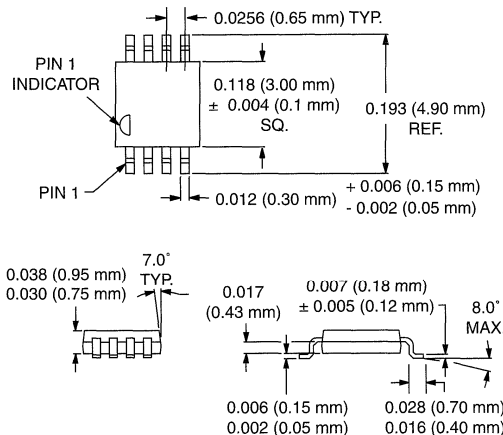 0.0256 (0.65 mm) TYP.
PIN 1
INDICATOR
0.118 (3.00 mm)
± 0.004 (0.1 mm)
SQ.
0.193 (4.90 mm)
REF.
PIN 1
0.012 (0.30 mm)
+ 0.006 (0.15 mm)
- 0.002 (0.05 mm)
0.038 (0.95 mm)
0.030 (0.75 mm)
7.0°
TYP.
0.017
(0.43 mm)
0.007 (0.18 mm)
± 0.005 (0.12 mm)
8.0°
MAX
0.006 (0.15 mm)
0.002 (0.05 mm)
0.028 (0.70 mm)
0.016 (0.40 mm)